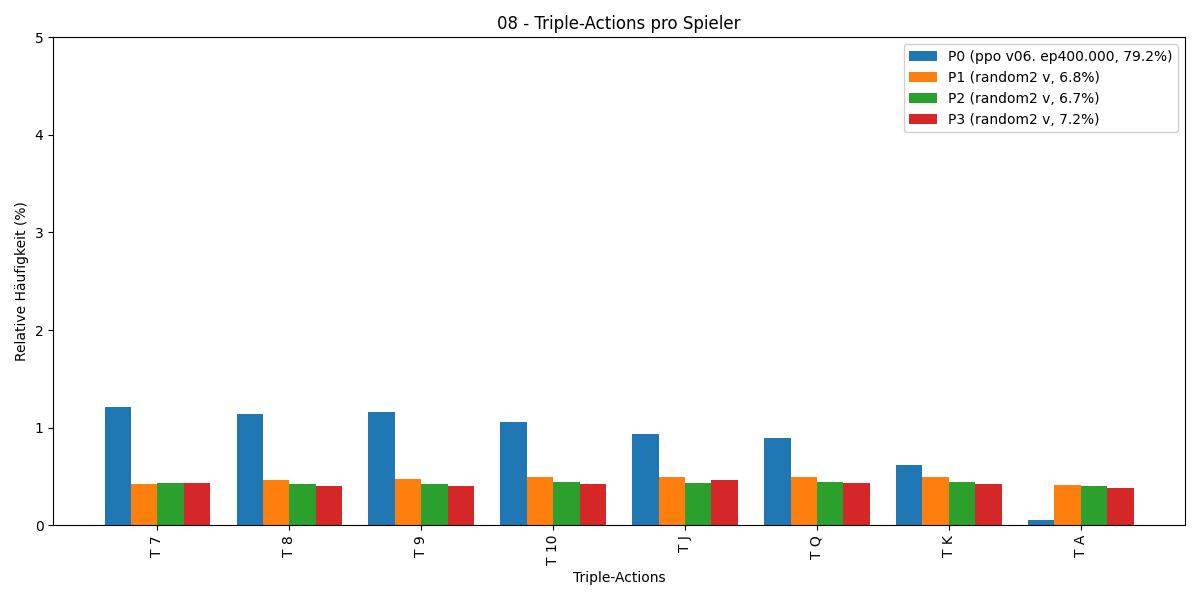 08 - Triple-Actions pro Spieler
P0 (ppo v06. ep400.000, 79.2%)
P1 (random2 v, 6.8%)
P2 (random2 v, 6.7%)
P3 (random2 v, 7.2%)
Relative Häufigkeit (%)
5
4
3
2
1
0
T 7
T 8
T 9
T 10
T J
T Q
T K
T A
Triple-Actions